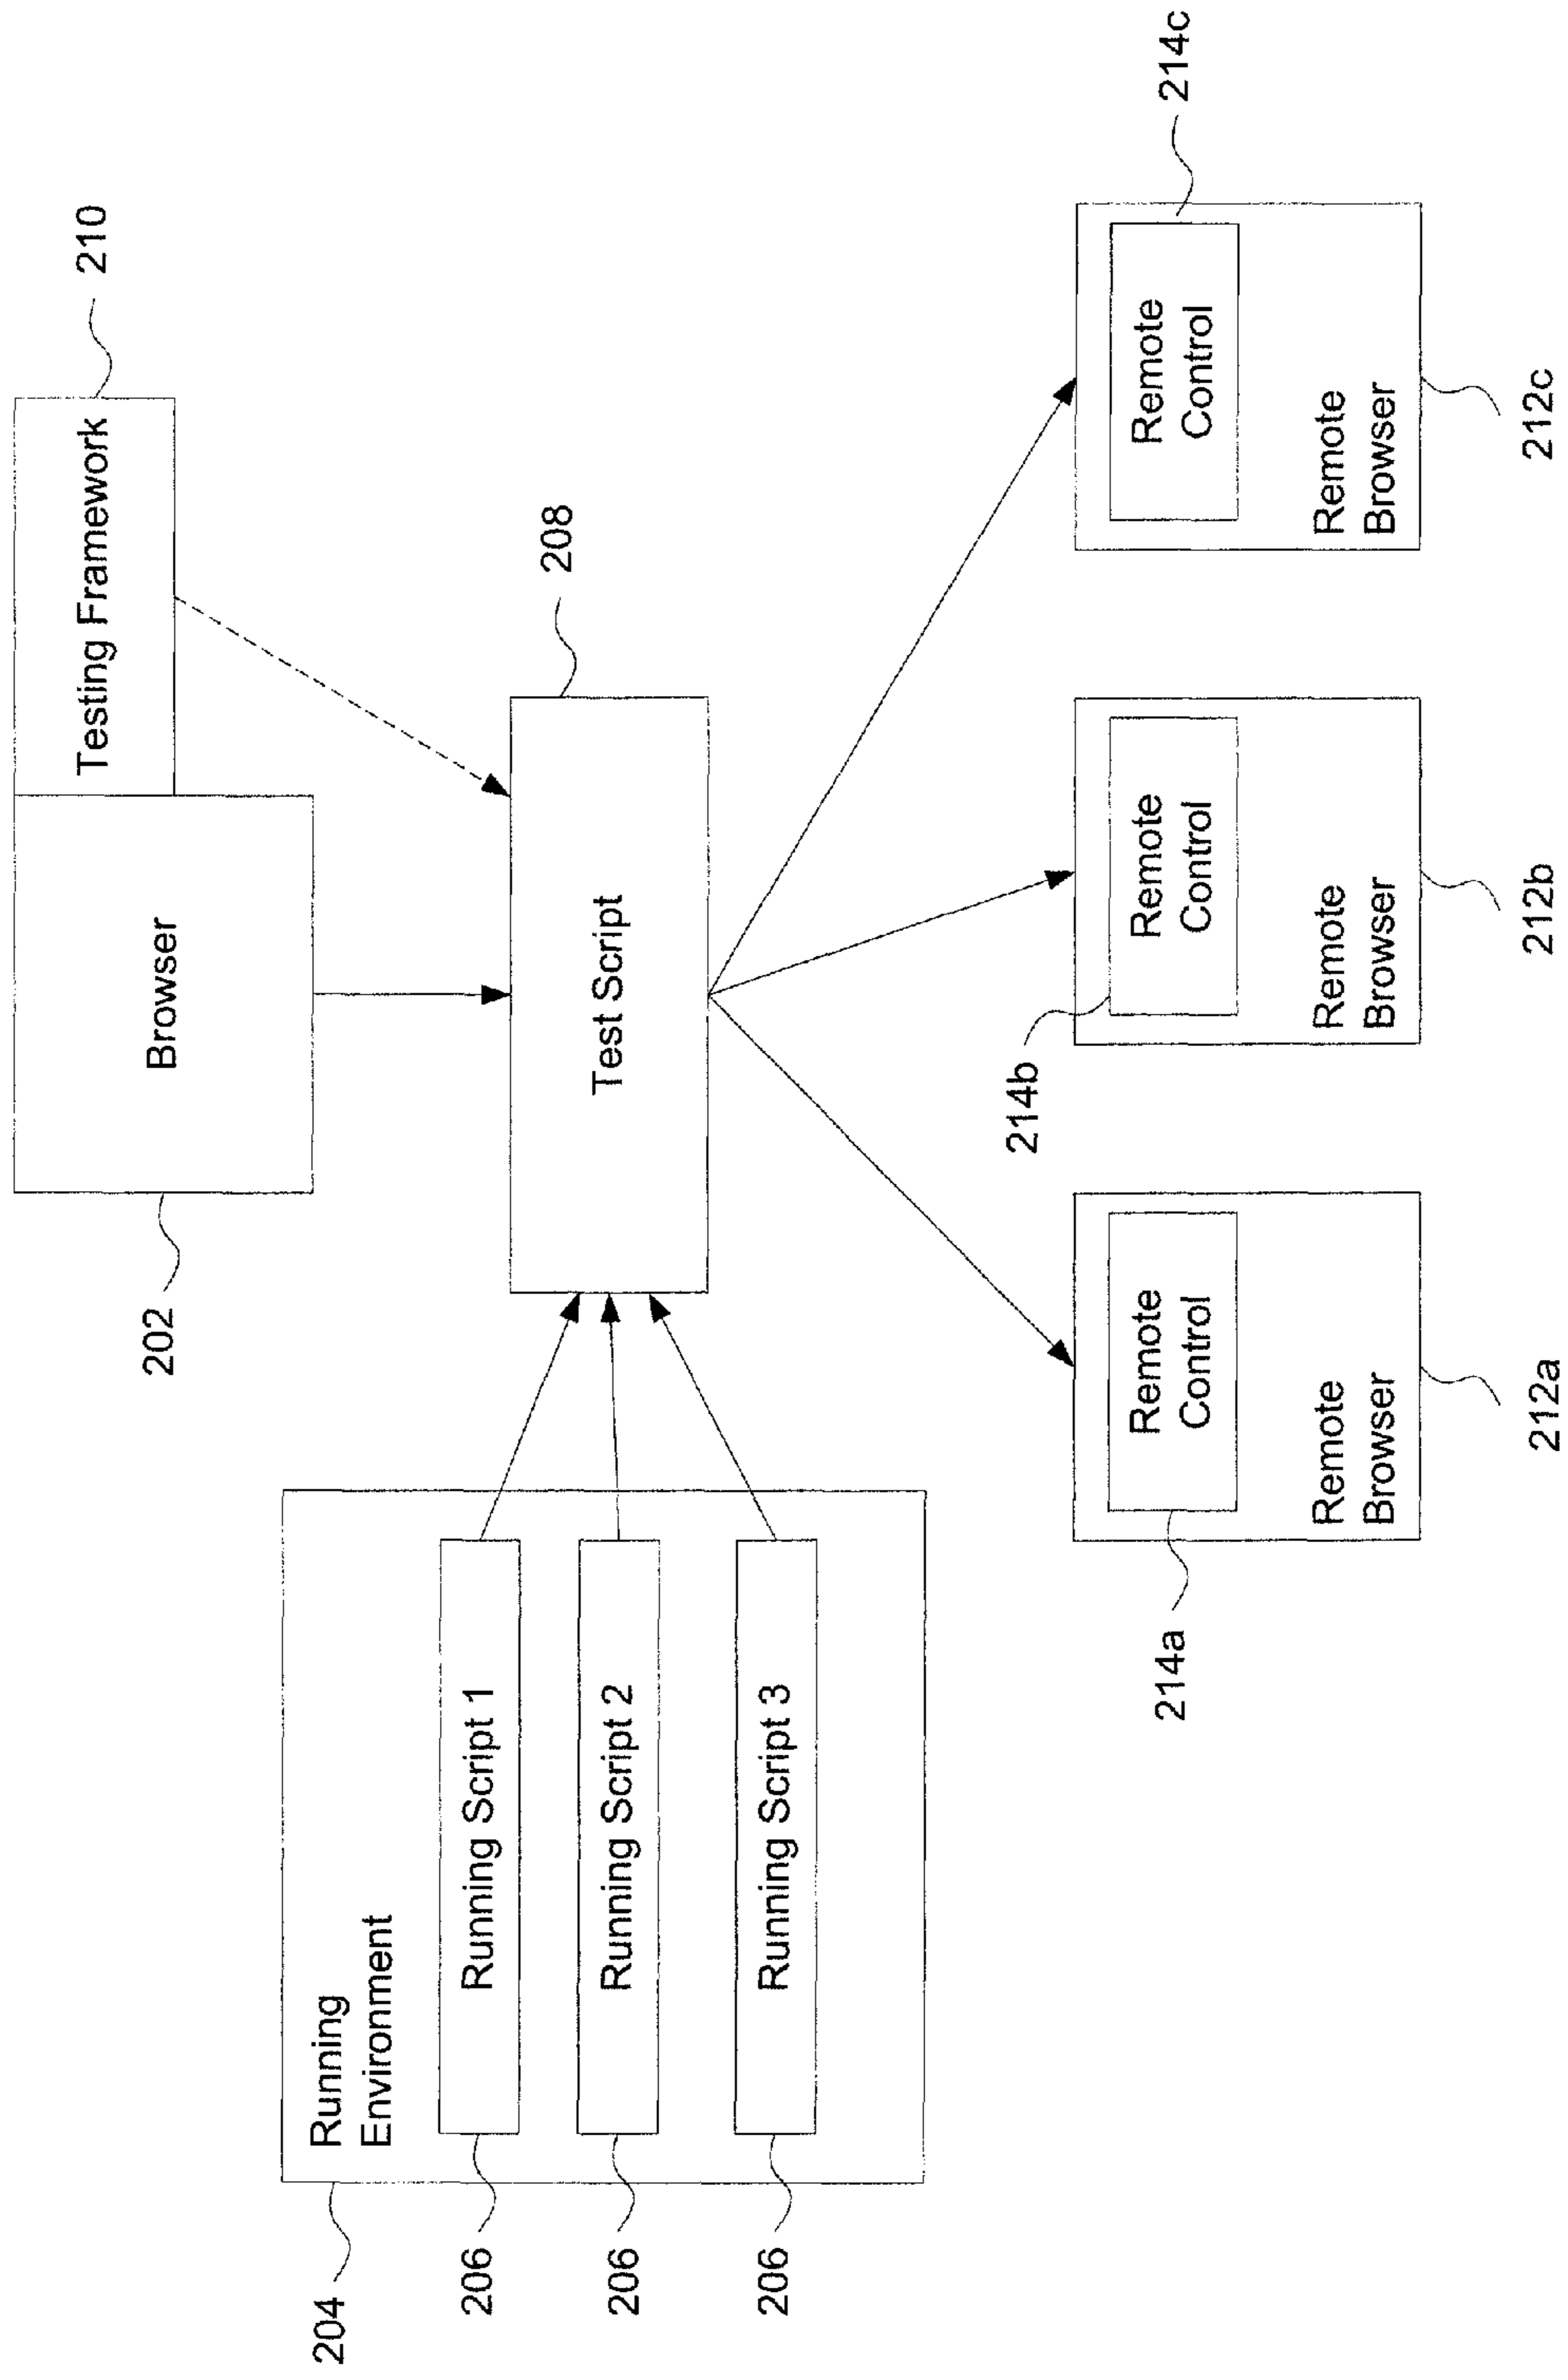 Browser
Testing Framework
210
202
Test Script
208
Running
Environment
204
Running Script 1
206
Running Script 2
206
Running Script 3
206
Remote
Control
214a
Remote
Browser
212a
Remote
Control
214b
Remote
Browser
212b
Remote
Control
214c
Remote
Browser
212c